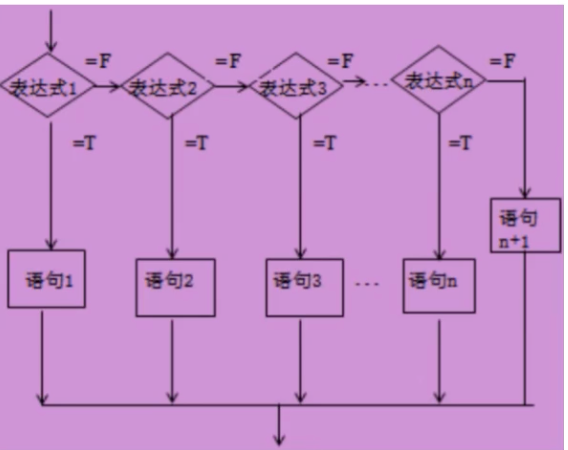 =F
=F
=F
=F
表达式1
表达式2
表达式3
...
表达式n
=T
=T
=T
=T
语句
n+1
语句1
语句2
语句3
...
语句n